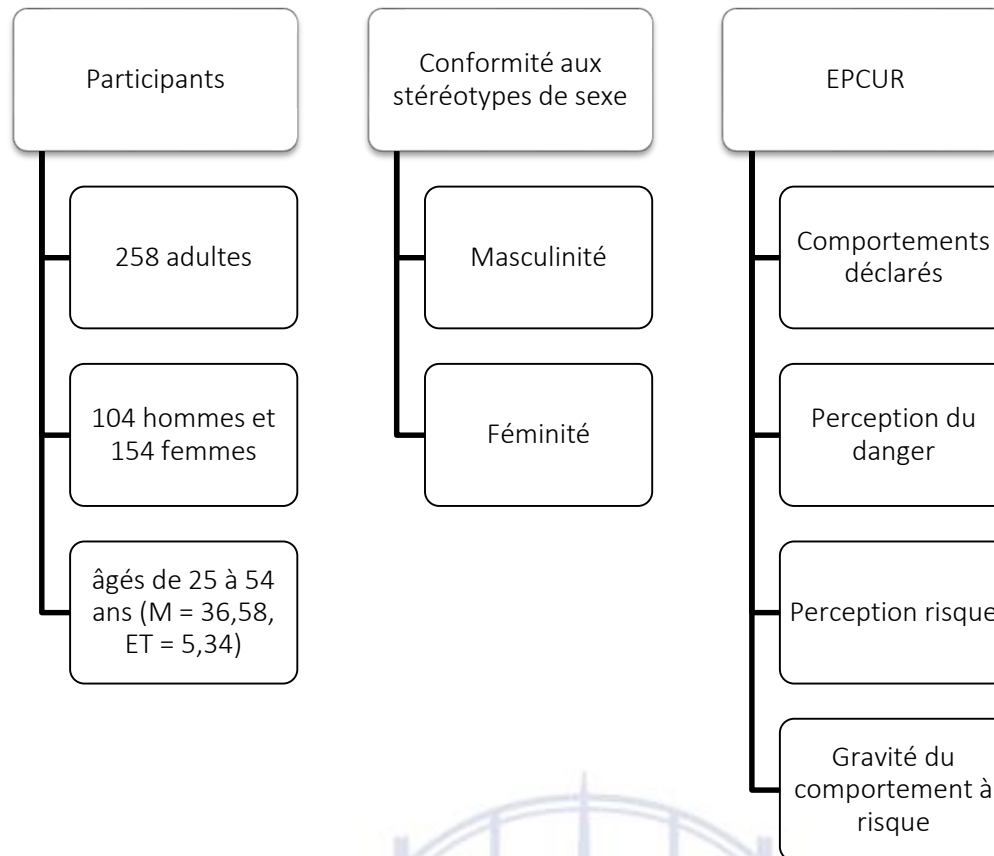 Participants
258 adultes
104 hommes et
154 femmes
âgés de 25 à 54
ans (M = 36,58,
ET = 5,34)
Conformité aux
stéréotypes de sexe
Masculinité
Féminité
EPCUR
Comportements
déclarés
Perception du
danger
Perception risque
Gravité du
comportement à
risque